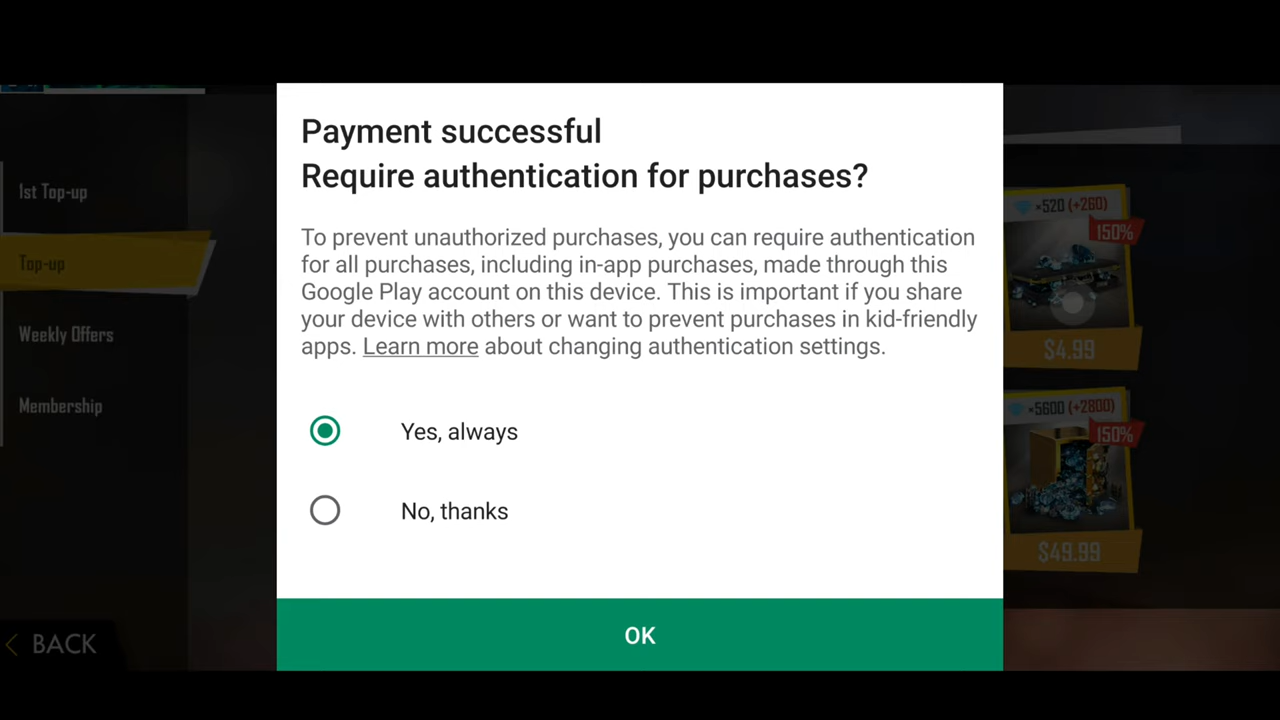 Payment successful
Require authentication for purchases?
To prevent unauthorized purchases, you can require authentication
for all purchases, including in-app purchases, made through this
Google Play account on this device. This is important if you share
your device with others or want to prevent purchases in kid-friendly
apps. Learn more about changing authentication settings.
Yes, always
No, thanks
OK
1st Top-up
Top-up
Weekly Offers
Membership
BACK
×520 (+260)
150%
$4.99
×5600 (+2800)
150%
$49.99